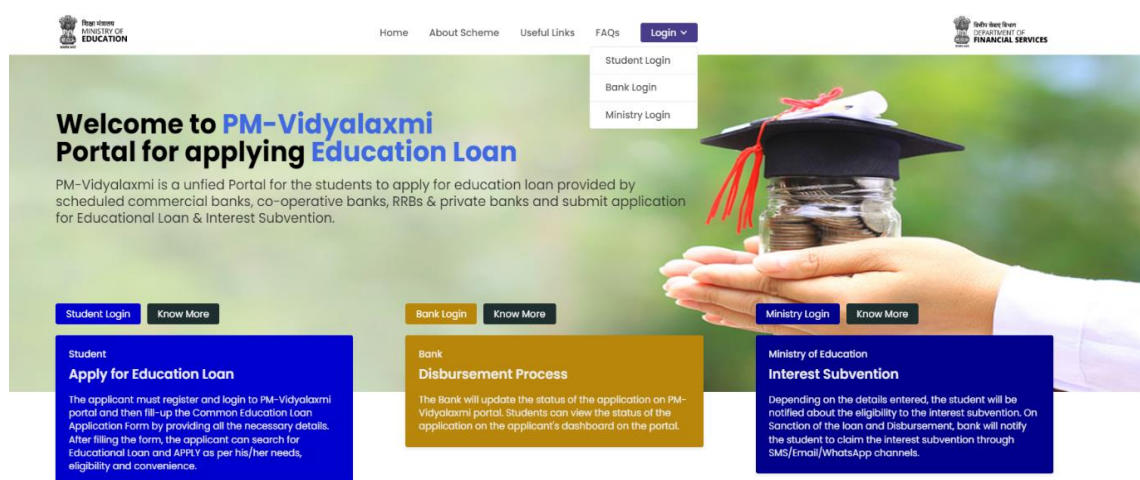 शिक्षा मंत्रालय
MINISTRY OF
EDUCATION
Home About Scheme Useful Links FAQs Login
वित्तीय सेवाएं विभाग
DEPARTMENT OF
FINANCIAL SERVICES
Student Login
Bank Login
Ministry Login
Welcome to PM-Vidyalaxmi
Portal for applying Education Loan
PM-Vidyalaxmi is a unfied Portal for the students to apply for education loan provided by
scheduled commercial banks, co-operative banks, RRBs & private banks and submit application
for Educational Loan & Interest Subvention.
Student Login Know More
Student
Apply for Education Loan
The applicant must register and login to PM-Vidyalaxmi
portal and then fill-up the Common Education Loan
Application Form by providing all the necessary details.
After filling the form, the applicant can search for
Educational Loan and APPLY as per his/her needs,
eligibility and convenience.
Bank Login Know More
Bank
Disbursement Process
The Bank will update the status of the application on PM-
Vidyalaxmi portal. Students can view the status of the
application on the applicant's dashboard on the portal.
Ministry Login Know More
Ministry of Education
Interest Subvention
Depending on the details entered, the student will be
notified about the eligibility to the interest subvention. On
Sanction of the loan and Disbursement, bank will notify
the student to claim the interest subvention through
SMS/Email/WhatsApp channels.